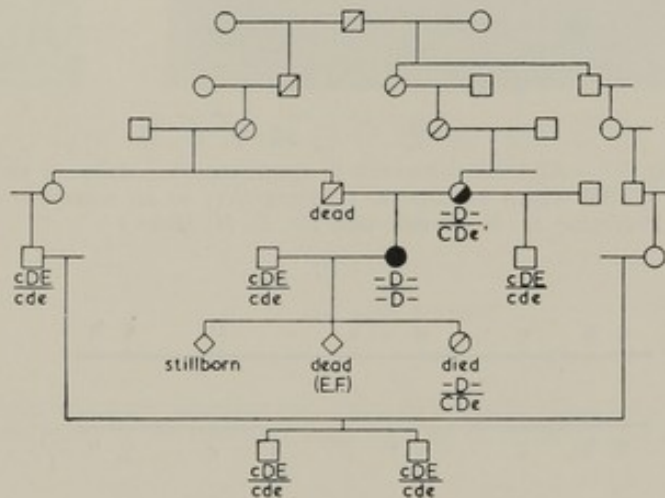 dead
-D-
CDe'
cDE
cde
cDE
cde
-D-
-D-
cDE
cde
stillborn
dead
(E.F.)
died
-D-
CDe
cDE
cde
cDE
cde